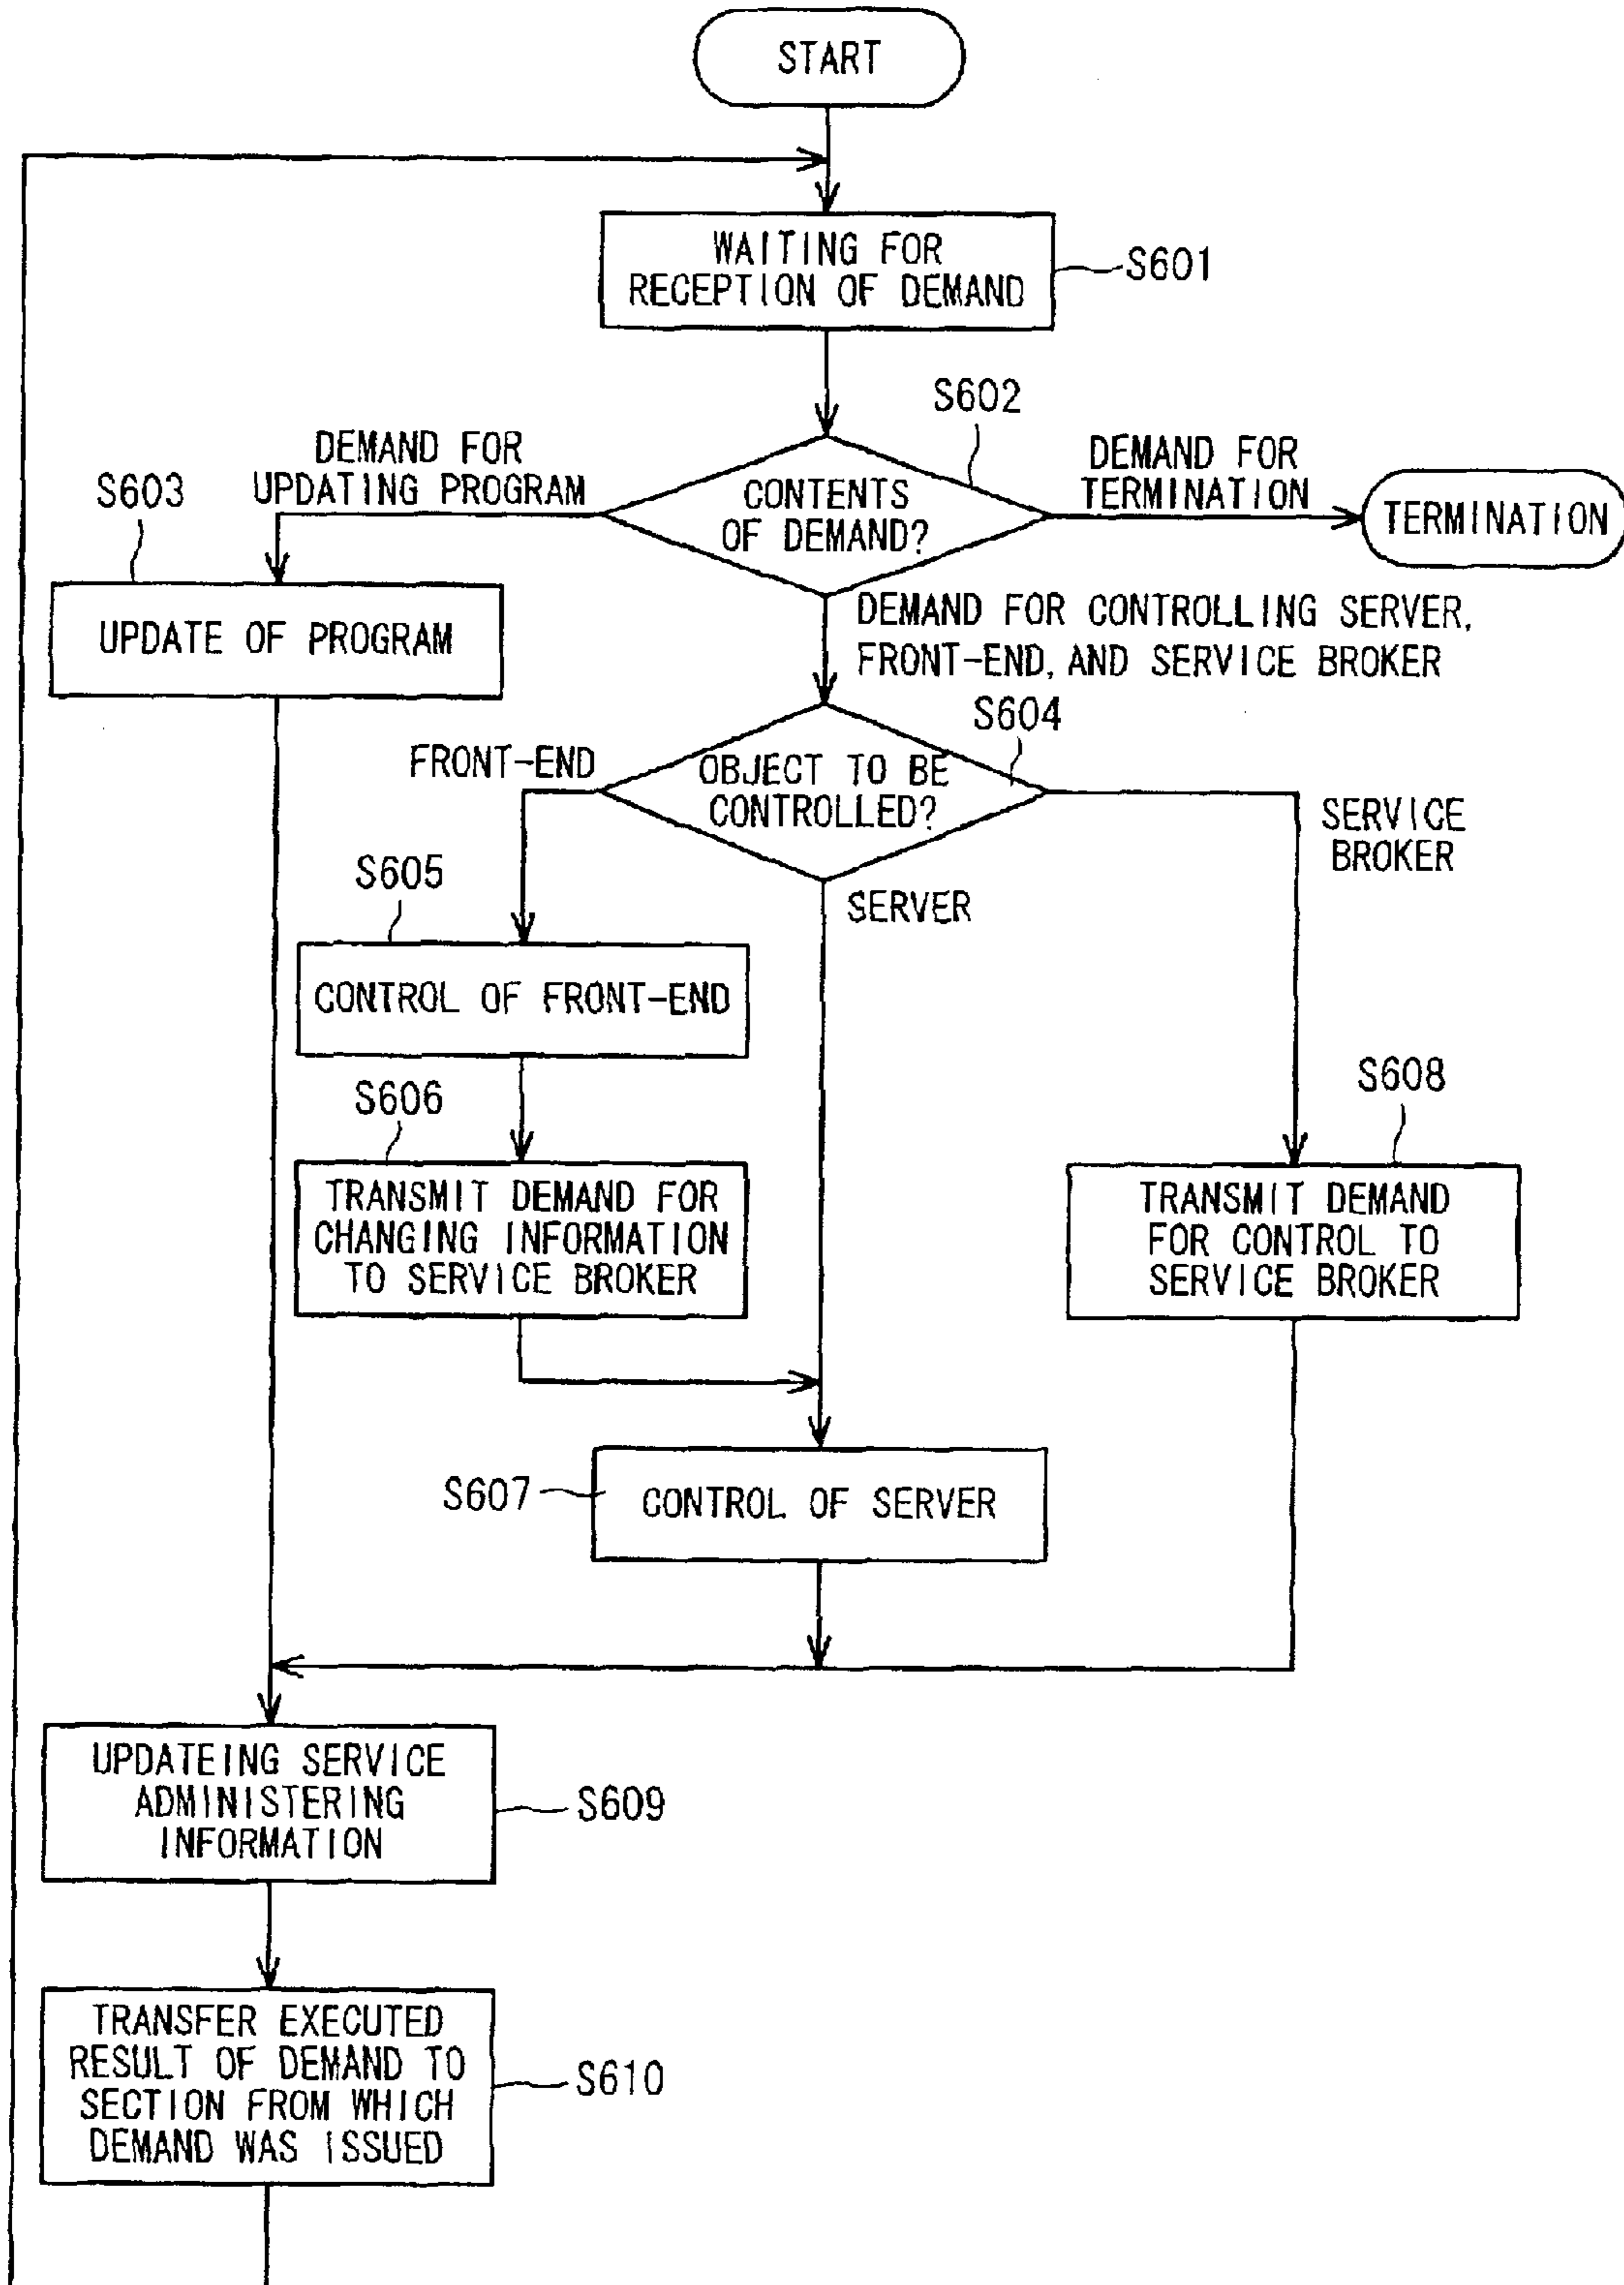 START
WAITING FOR
RECEPTION OF DEMAND
S601
S602
DEMAND FOR
UPDATING PROGRAM
DEMAND FOR
TERMINATION
S603
CONTENTS
OF DEMAND?
TERMINATION
UPDATE OF PROGRAM
DEMAND FOR CONTROLLING SERVER,
FRONT-END, AND SERVICE BROKER
S604
FRONT-END
OBJECT TO BE
CONTROLLED?
SERVICE
BROKER
S605
SERVER
CONTROL OF FRONT-END
S606
S608
TRANSMIT DEMAND FOR
CHANGING INFORMATION
TO SERVICE BROKER
TRANSMIT DEMAND
FOR CONTROL TO
SERVICE BROKER
S607
CONTROL OF SERVER
UPDATEING SERVICE
ADMINISTERING
INFORMATION
S609
TRANSFER EXECUTED
RESULT OF DEMAND TO
SECTION FROM WHICH
DEMAND WAS ISSUED
S610